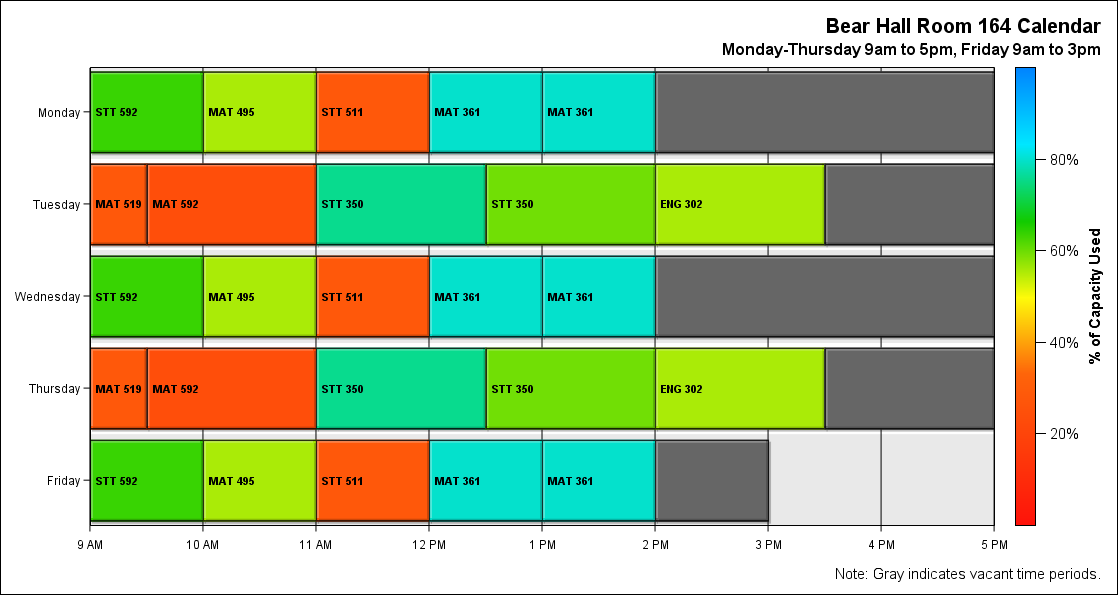 Bear Hall Room 164 Calendar
Monday-Thursday 9am to 5pm, Friday 9am to 3pm
Monday
STT 592
MAT 495
STT 511
MAT 361
MAT 361
Tuesday
MAT 519
MAT 592
STT 350
STT 350
ENG 302
Wednesday
STT 592
MAT 495
STT 511
MAT 361
MAT 361
Thursday
MAT 519
MAT 592
STT 350
STT 350
ENG 302
Friday
STT 592
MAT 495
STT 511
MAT 361
MAT 361
9 AM
10 AM
11 AM
12 PM
1 PM
2 PM
3 PM
4 PM
5 PM
80%
60%
40%
20%
% of Capacity Used
Note: Gray indicates vacant time periods.